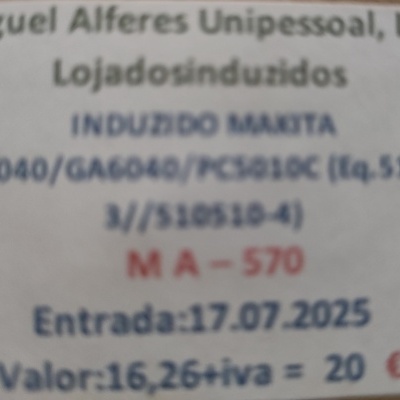 guel Alferes Unipessoal, L
Lojadosinduzidos
INDUZIDO MAKITA
040/GA6040/PC5010C (Eq.51
3//510510-4)
M A – 570
Entrada:17.07.2025
Valor:16,26+iva = 20 €